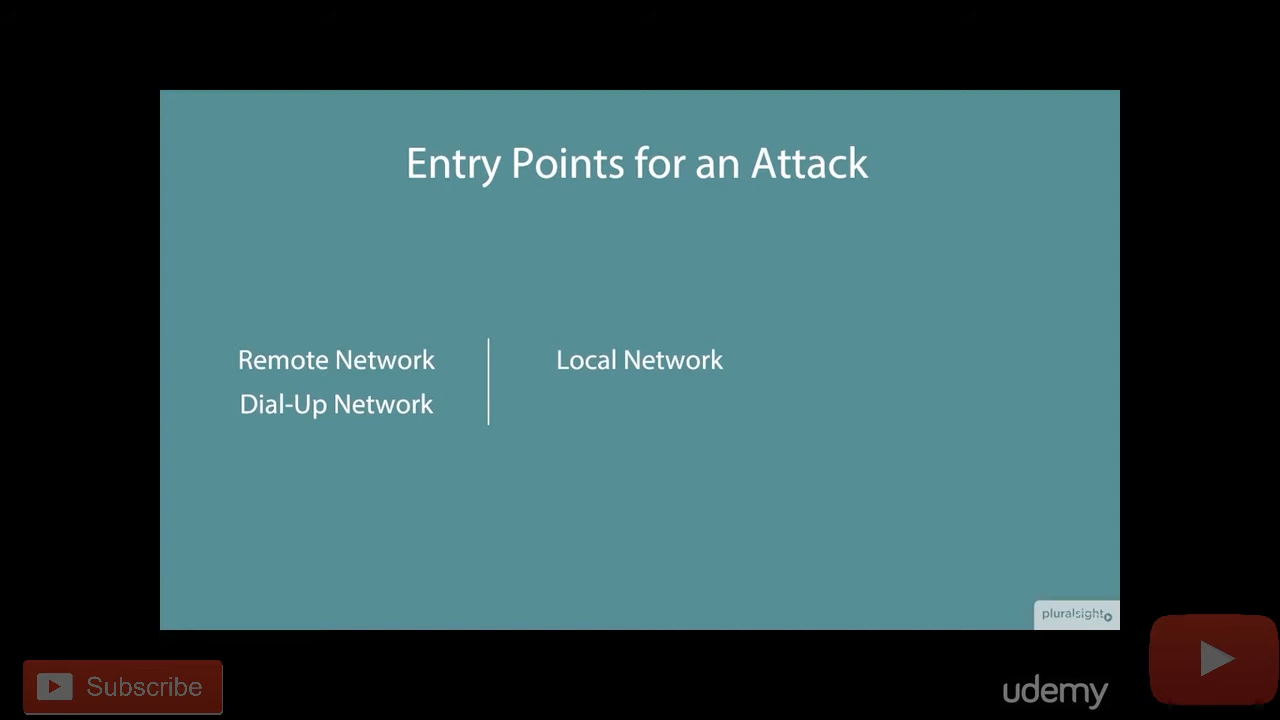 Entry Points for an Attack
Remote Network
Dial-Up Network
Local Network
pluralsight
Subscribe
udemy